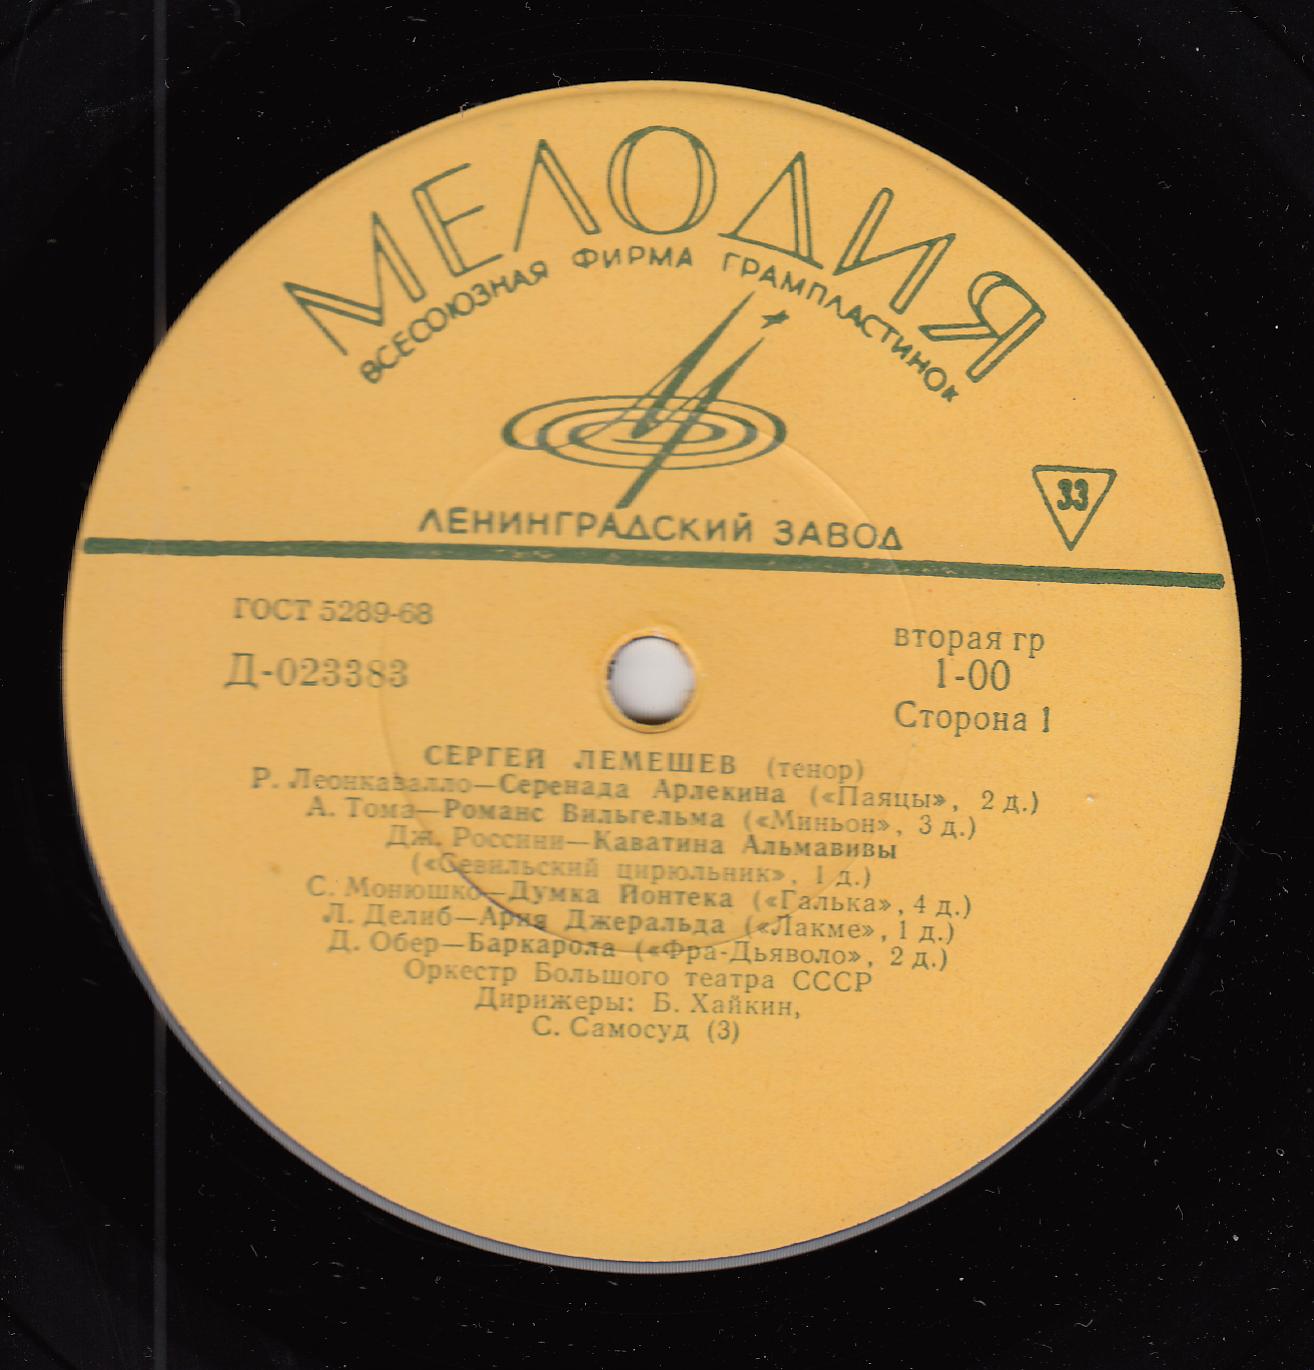 МЕЛОДИЯ
ВСЕСОЮЗНАЯ ФИРМА ГРАМПЛАСТИНОК
ЛЕНИНГРАДСКИЙ ЗАВОД
33
ГОСТ 5289-68
Д-023383
вторая гр
1-00
Сторона 1
СЕРГЕЙ ЛЕМЕШЕВ (тенор)
Р. Леонкавалло—Серенада Арлекина («Паяцы», 2 д.)
А. Тома—Романс Вильгельма («Миньон», 3 д.)
Дж. Россини—Каватина Альмавивы
(«Севильский цирюльник», 1 д.)
С. Монюшко—Думка Йонтека («Галька», 4 д.)
Л. Делиб—Ария Джеральда («Лакме», 1 д.)
Д. Обер—Баркарола («Фра-Дьяволо», 2 д.)
Оркестр Большого театра СССР
Дирижеры: Б. Хайкин,
С. Самосуд (3)